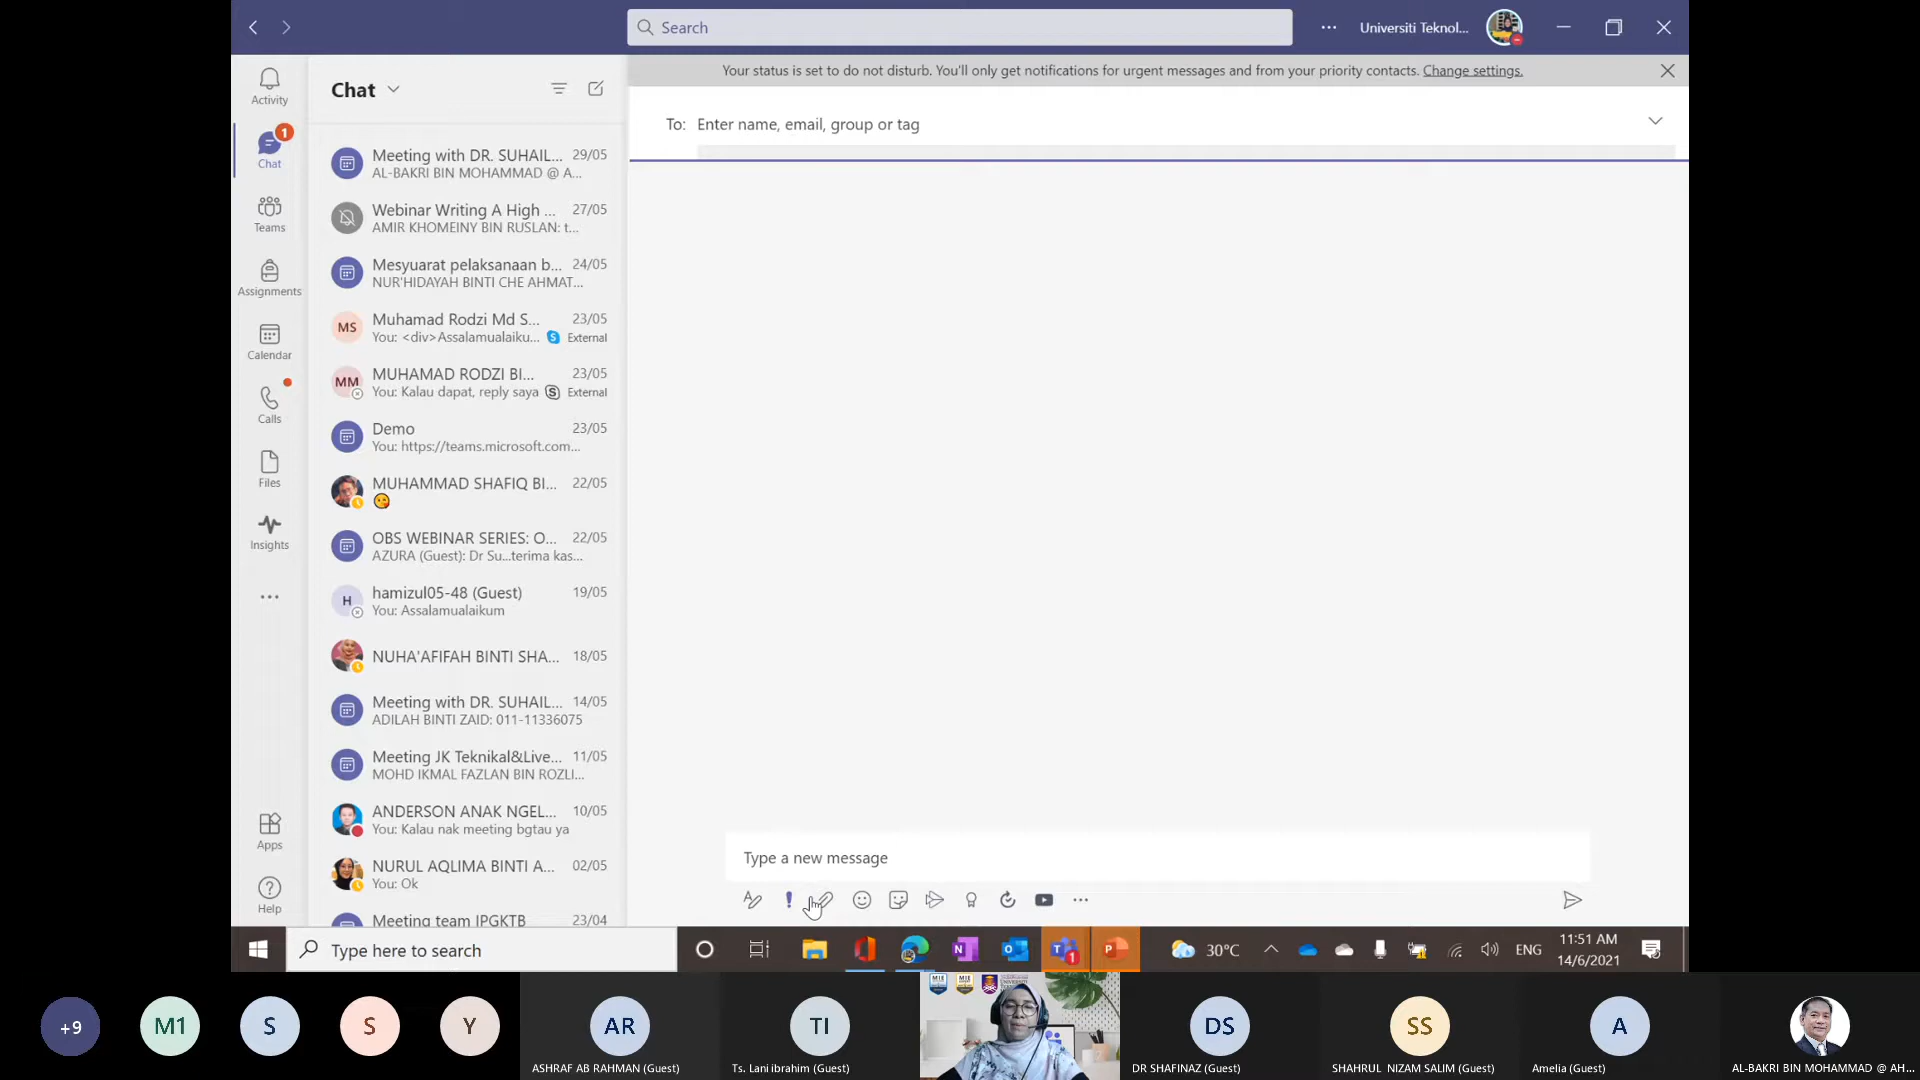 Search
Universiti Teknol...
Your status is set to do not disturb. You'll only get notifications for urgent messages and from your priority contacts. Change settings.
Activity
1
Chat
Teams
Assignments
Calendar
Calls
Files
Insights
Apps
Help
Chat
Meeting with DR. SUHAIL... 29/05
AL-BAKRI BIN MOHAMMAD @ A...
Webinar Writing A High ... 27/05
AMIR KHOMEINY BIN RUSLAN: t...
Mesyuarat pelaksanaan b... 24/05
NUR'HIDAYAH BINTI CHE AHMAT...
MS
Muhamad Rodzi Md S... 23/05
You: <div>Assalamualaiku... External
MM
MUHAMAD RODZI BI... 23/05
You: Kalau dapat, reply saya External
Demo 23/05
You: https://teams.microsoft.com...
MUHAMMAD SHAFIQ BI... 22/05
OBS WEBINAR SERIES: O... 22/05
AZURA (Guest): Dr Su...terima kas...
H
hamizul05-48 (Guest) 19/05
You: Assalamualaikum
NUHA'AFIFAH BINTI SHA... 18/05
Meeting with DR. SUHAIL... 14/05
ADILAH BINTI ZAID: 011-11336075
Meeting JK Teknikal&Live... 11/05
MOHD IKMAL FAZLAN BIN ROZLI...
ANDERSON ANAK NGEL... 10/05
You: Kalau nak meeting bgtau ya
NURUL AQLIMA BINTI A... 02/05
You: Ok
Meeting team IPGKTB 23/04
To: Enter name, email, group or tag
Type a new message
Type here to search
1
30°C
ENG
11:51 AM
14/6/2021
+9
M1
S
S
Y
AR
ASHRAF AB RAHMAN (Guest)
TI
Ts. Lani ibrahim (Guest)
DS
DR SHAFINAZ (Guest)
SS
SHAHRUL NIZAM SALIM (Guest)
A
Amelia (Guest)
AL-BAKRI BIN MOHAMMAD @ AH...